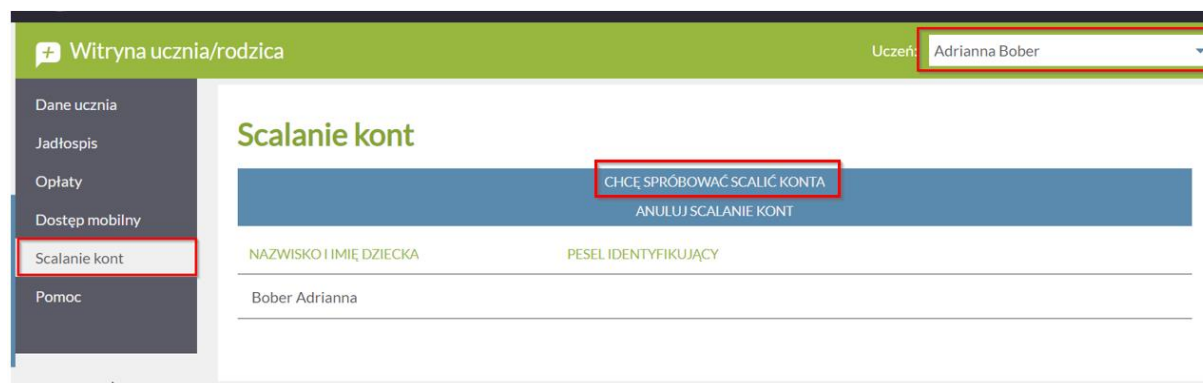 Witryna ucznia/rodzica
Uczeń: Adrianna Bober
Dane ucznia
Jadłospis
Opłaty
Dostęp mobilny
Scalanie kont
Pomoc
Scalanie kont
CHCĘ SPRÓBOWAĆ SCALIĆ KONTA
ANULUJ SCALANIE KONT
NAZWISKO I IMIĘ DZIECKA PESEL IDENTYFIKUJĄCY
Bober Adrianna